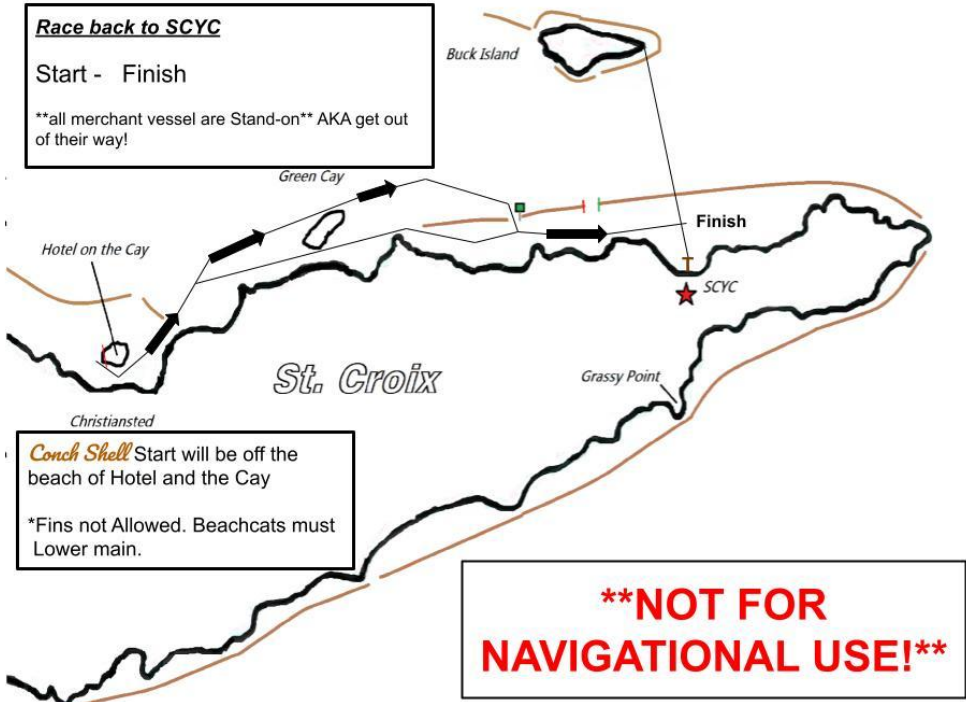 Race back to SCYC
Start - Finish
**all merchant vessel are Stand-on** AKA get out
of their way!
Buck Island
Green Cay
Hotel on the Cay
Finish
SCYC
St. Croix
Grassy Point
Christiansted
Conch Shell Start will be off the
beach of Hotel and the Cay
*Fins not Allowed. Beachcats must
Lower main.
**NOT FOR
NAVIGATIONAL USE!**